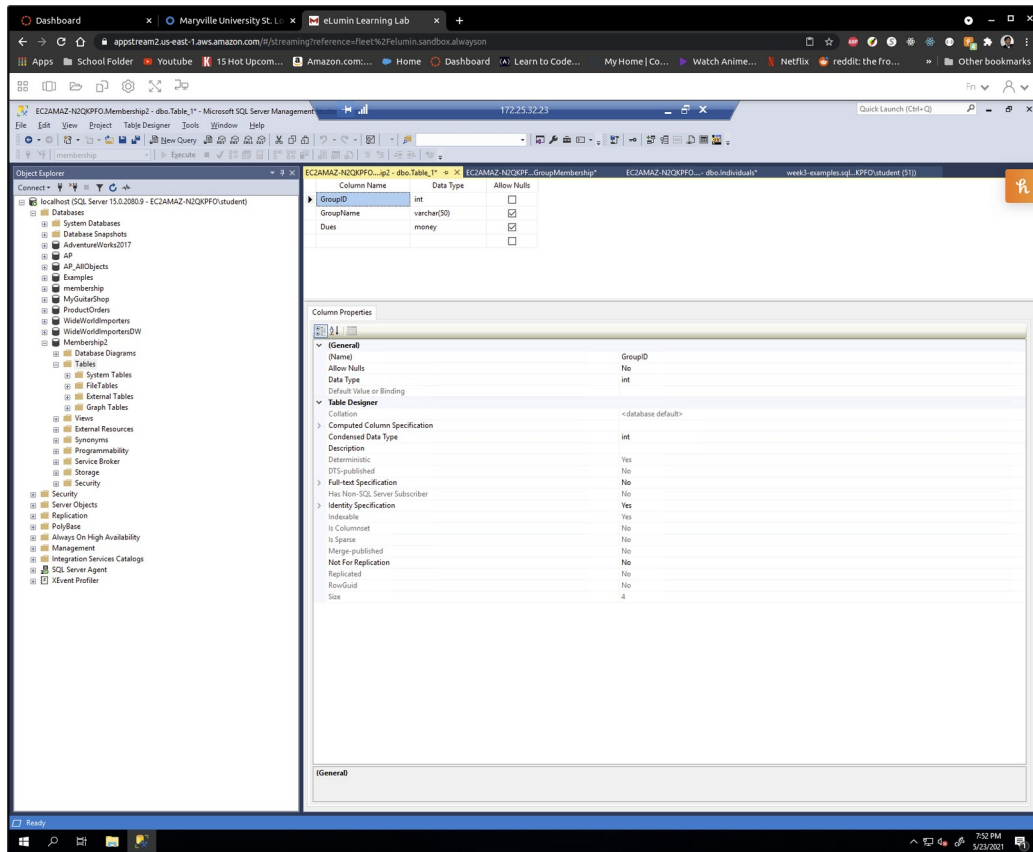 Dashboard
Maryville University St. Lo
eLumin Learning Lab
appstream2.us-east-1.aws.amazon.com/#/streaming?reference=fleet%2Felumin.sandbox.alwayson
Apps School Folder Youtube 15 Hot Upcom... Amazon.com:... Home Dashboard Learn to Code... My Home | Co... Watch Anime... Netflix reddit: the fro... » Other bookmarks
Fn
EC2AMAZ-N2QKPFO.Membership2 - dbo.Table_1* - Microsoft SQL Server Management
172.25.32.23
Quick Launch (Ctrl+Q)
File Edit View Project Table Designer Tools Window Help
New Query
membership
Execute
Object Explorer
EC2AMAZ-N2QKPFO....ip2 - dbo.Table_1*
EC2AMAZ-N2QKPF...GroupMembership*
EC2AMAZ-N2QKPFO....- dbo.Individuals*
week3-examples.sql...KPFO\student (51))
Connect
localhost (SQL Server 15.0.2080.9 - EC2AMAZ-N2QKPFO\student)
Databases
System Databases
Database Snapshots
AdventureWorks2017
AP
AP_AllObjects
Examples
membership
MyGuitarShop
ProductOrders
WideWorldImporters
WideWorldImportersDW
Membership2
Database Diagrams
Tables
System Tables
FileTables
External Tables
Graph Tables
Views
External Resources
Synonyms
Programmability
Service Broker
Storage
Security
Security
Server Objects
Replication
PolyBase
Always On High Availability
Management
Integration Services Catalogs
SQL Server Agent
XEvent Profiler
Column Name Data Type Allow Nulls
GroupID int
GroupName varchar(50)
Dues money
Column Properties
(General)
(Name) GroupID
Allow Nulls No
Data Type int
Default Value or Binding
Table Designer
Collation <database default>
Computed Column Specification
Condensed Data Type int
Description
Deterministic Yes
DTS-published No
Full-text Specification No
Has Non-SQL Server Subscriber No
Identity Specification Yes
Indexable Yes
Is Columnset No
Is Sparse No
Merge-published No
Not For Replication No
Replicated No
RowGuid No
Size 4
(General)
Ready
7:52 PM
5/23/2021